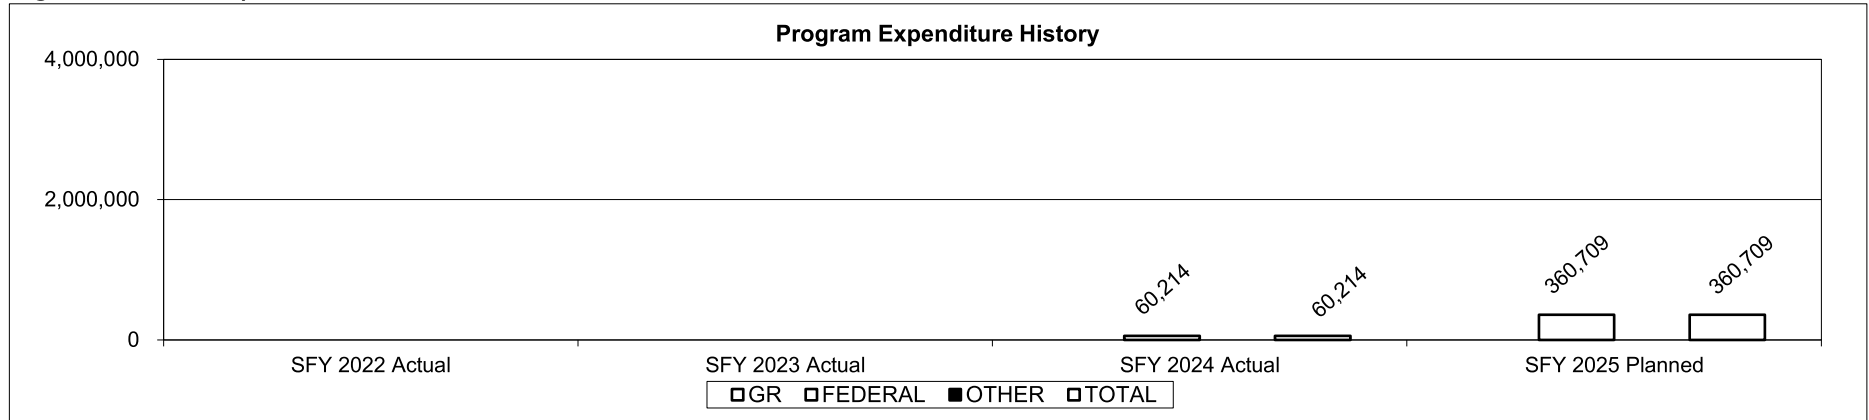 Program Expenditure History
4,000,000
2,000,000
0
60,214
60,214
360,709
360,709
SFY 2022 Actual
SFY 2023 Actual
SFY 2024 Actual
SFY 2025 Planned
GR FEDERAL OTHER TOTAL